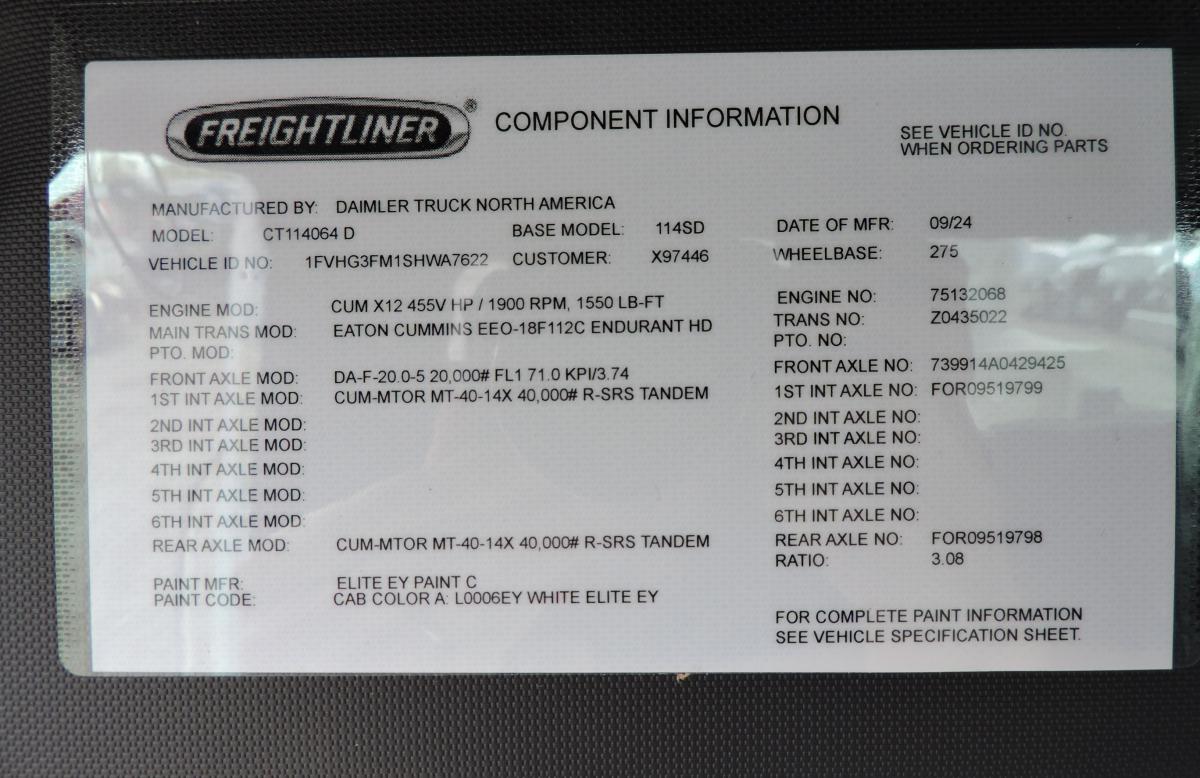 FREIGHTLINER® COMPONENT INFORMATION
SEE VEHICLE ID NO.
WHEN ORDERING PARTS
MANUFACTURED BY: DAIMLER TRUCK NORTH AMERICA
MODEL: CT114064 D BASE MODEL: 114SD DATE OF MFR: 09/24
VEHICLE ID NO: 1FVHG3FM1SHWA7622 CUSTOMER: X97446 WHEELBASE: 275
ENGINE MOD: CUM X12 455V HP / 1900 RPM, 1550 LB-FT ENGINE NO: 75132068
MAIN TRANS MOD: EATON CUMMINS EEO-18F112C ENDURANT HD TRANS NO: Z0435022
PTO. MOD: PTO. NO:
FRONT AXLE MOD: DA-F-20.0-5 20,000# FL1 71.0 KPI/3.74 FRONT AXLE NO: 739914A0429425
1ST INT AXLE MOD: CUM-MTOR MT-40-14X 40,000# R-SRS TANDEM 1ST INT AXLE NO: FOR09519799
2ND INT AXLE MOD: 2ND INT AXLE NO:
3RD INT AXLE MOD: 3RD INT AXLE NO:
4TH INT AXLE MOD: 4TH INT AXLE NO:
5TH INT AXLE MOD: 5TH INT AXLE NO:
6TH INT AXLE MOD: 6TH INT AXLE NO:
REAR AXLE MOD: CUM-MTOR MT-40-14X 40,000# R-SRS TANDEM REAR AXLE NO: FOR09519798
RATIO: 3.08
PAINT MFR: ELITE EY PAINT C
PAINT CODE: CAB COLOR A: L0006EY WHITE ELITE EY
FOR COMPLETE PAINT INFORMATION
SEE VEHICLE SPECIFICATION SHEET.